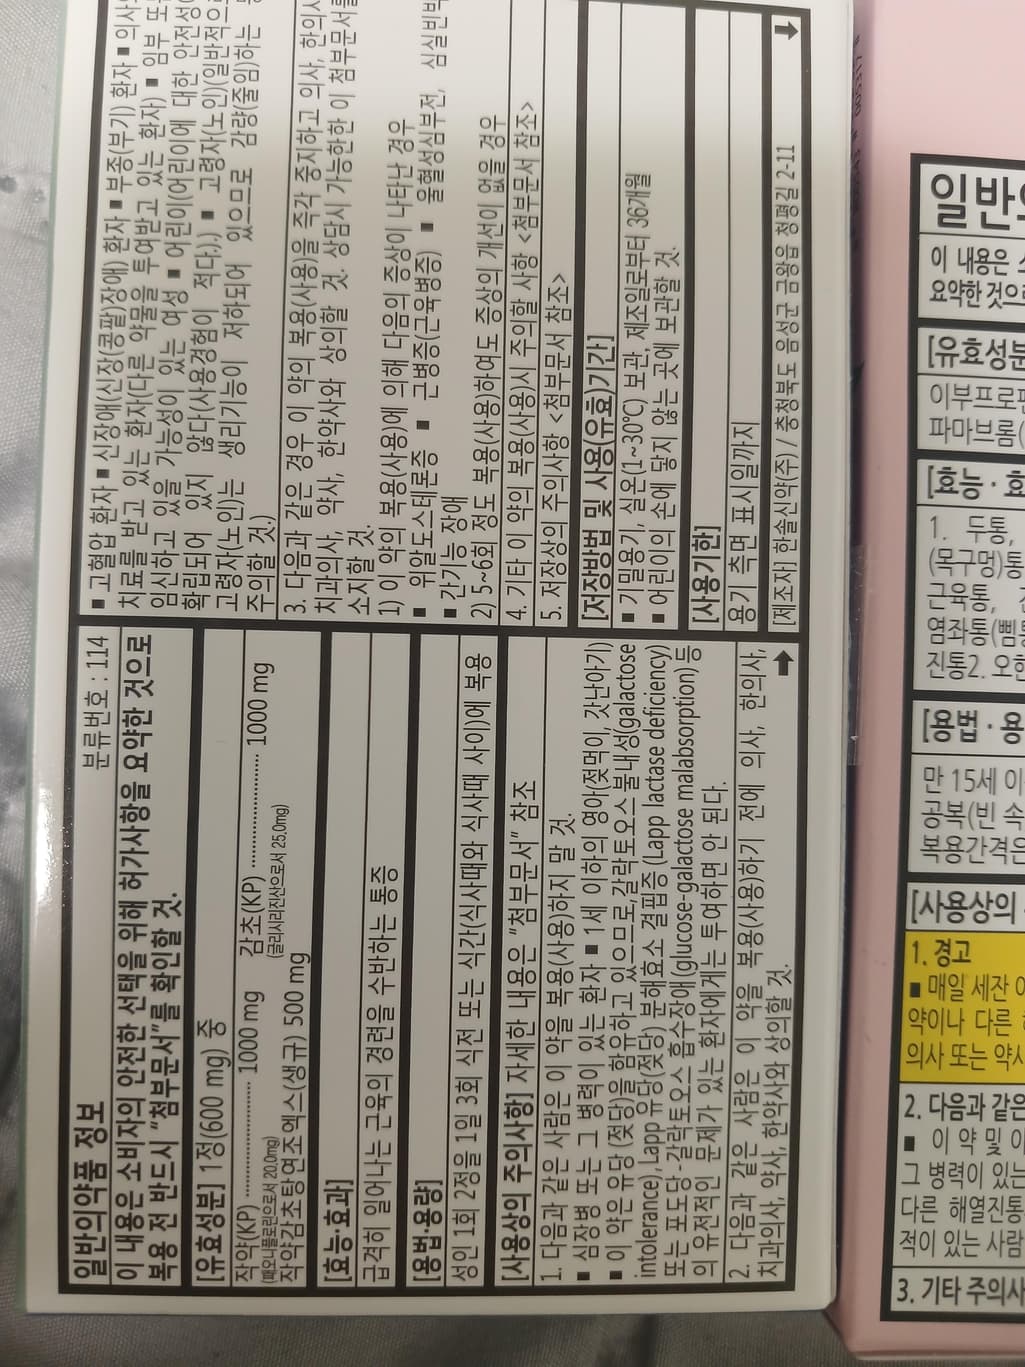 일반의약품 정보
분류번호 : 114
이 내용은 소비자의 안전한 선택을 위해 허가사항을 요약한 것으로
복용 전 반드시 “첨부문서”를 확인할 것.
[유효성분] 1정(600 mg) 중
작약(KP) 1000 mg 감초(KP) 1000 mg
(패오니플로린으로서 20.0mg) (글리시리진산으로서 25.0mg)
작약감초탕연조엑스(생규) 500 mg
[효능·효과]
급격히 일어나는 근육의 경련을 수반하는 통증
[용법·용량]
성인 1회 2정을 1일 3회 식전 또는 식간(식사때와 식사때 사이)에 복용
[사용상의 주의사항] 자세한 내용은 “첨부문서” 참조
1. 다음과 같은 사람은 이 약을 복용(사용)하지 말 것.
■ 심장병 또는 그 병력이 있는 환자 ■ 1세 이하의 영아(젖먹이, 갓난아기)
■ 이 약은 유당(젖당)을 함유하고 있으므로, 갈락토오스 불내성(galactose
intolerance), Lapp 유당(젖당) 분해효소 결핍증 (Lapp lactase deficiency)
또는 포도당-갈락토오스 흡수장애(glucose-galactose malabsorption) 등
의 유전적인 문제가 있는 환자에게는 투여하면 안 된다.
2. 다음과 같은 사람은 이 약을 복용(사용)하기 전에 의사, 한의사,
치과의사, 약사, 한약사와 상의할 것.
■ 고혈압 환자 ■ 신장애(신장(콩팥)장애) 환자 ■ 부종(부기) 환자 ■ 의사
치료를 받고 있는 환자(다른 약물을 투여받고 있는 환자) ■ 임부 또
임신하고 있을 가능성이 있는 여성 ■ 어린이(어린이에 대한 안전성
확립되어 있지 않다(사용경험이 적다).) ■ 고령자(노인)(일반적으
고령자(노인)는 생리기능이 저하되어 있으므로 감량(줄임)하는
주의할 것.)
3. 다음과 같은 경우 이 약의 복용(사용)을 즉각 중지하고 의사, 한의사
치과의사, 약사, 한약사와 상의할 것. 상담시 가능한한 이 첨부문서를
소지할 것.
1) 이 약의 복용(사용)에 의해 다음의 증상이 나타난 경우
■ 위알도스테론증 ■ 근병증(근육병증) ■ 울혈성심부전, 심실빈박
■ 간기능 장애
2) 5~6회 정도 복용(사용)하여도 증상의 개선이 없을 경우
4. 기타 이 약의 복용(사용)시 주의할 사항 <첨부문서 참조>
5. 저장상의 주의사항 <첨부문서 참조>
[저장방법 및 사용(유효)기간]
■ 기밀용기, 실온(1~30℃) 보관, 제조일로부터 36개월
■ 어린이의 손에 닿지 않는 곳에 보관할 것.
[사용기한]
용기 측면 표시일까지
[제조자] 한솔신약(주) / 충청북도 음성군 금왕읍 청평길 2-11
일반의
이 내용은
요약한 것으
[유효성분
이부프로
파마브롬(
[효능 · 효
1. 두통,
(목구멍)통
근육통,
염좌통(삠
진통2. 오한
[용법 · 용
만 15세 이
공복(빈 속
복용간격은
[사용상의
1. 경고
■ 매일 세잔 이
약이나 다른
의사 또는 약사
2. 다음과 같은
■ 이 약 및 이
그 병력이 있는
다른 해열진통
적이 있는 사람
3. 기타 주의사